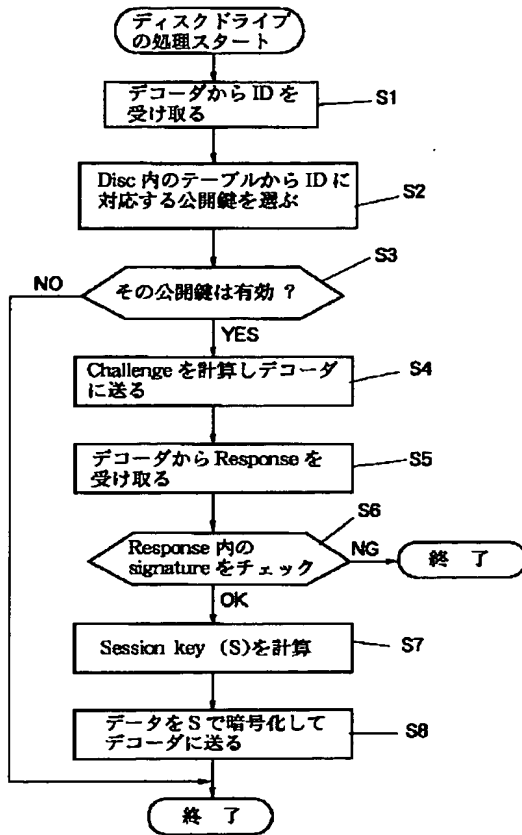 ディスクドライブ
の処理スタート
デコーダから ID を
受け取る
S1
Disc 内のテーブルから ID に
対応する公開鍵を選ぶ
S2
S3
NO
その公開鍵は有効 ?
YES
Challenge を計算しデコーダ
に送る
S4
デコーダから Response を
受け取る
S5
S6
Response 内の
signature をチェック
NG
終 了
OK
Session key (S)を計算
S7
データを S で暗号化して
デコーダに送る
S8
終 了